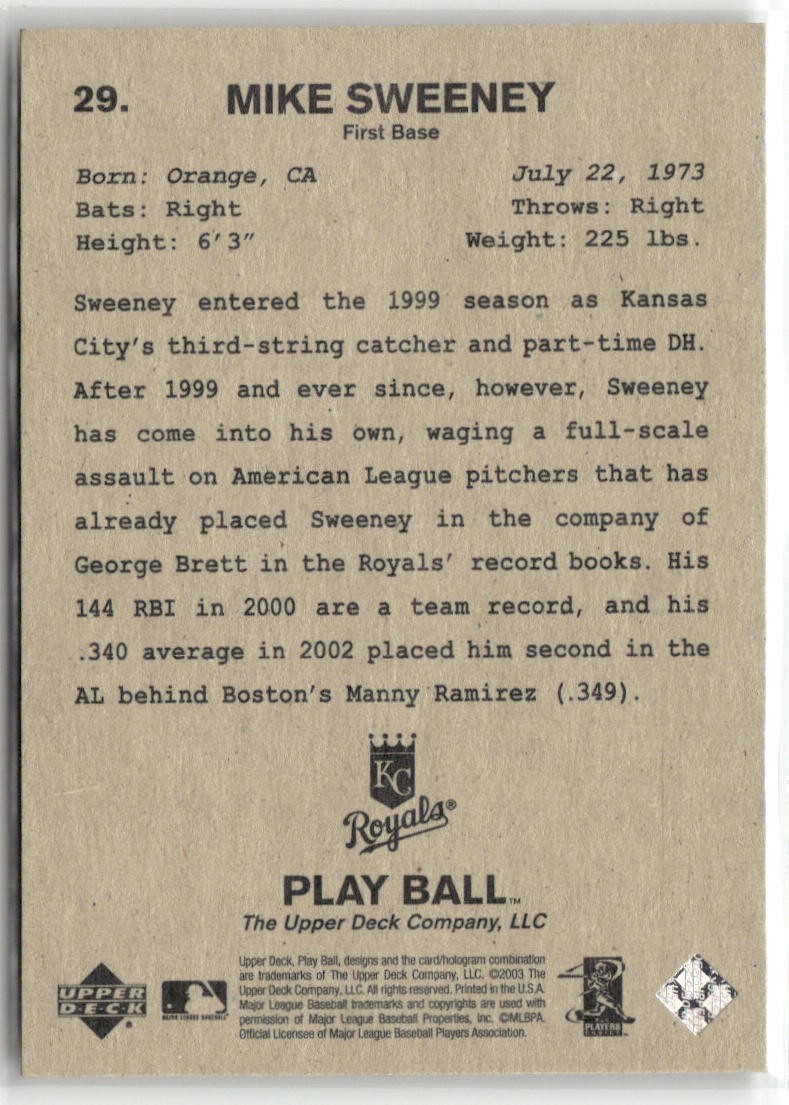 29. MIKE SWEENEY
First Base
Born: Orange, CA July 22, 1973
Bats: Right Throws: Right
Height: 6'3" Weight: 225 lbs.
Sweeney entered the 1999 season as Kansas
City's third-string catcher and part-time DH.
After 1999 and ever since, however, Sweeney
has come into his own, waging a full-scale
assault on American League pitchers that has
already placed Sweeney in the company of
George Brett in the Royals' record books. His
144 RBI in 2000 are a team record, and his
.340 average in 2002 placed him second in the
AL behind Boston's Manny Ramirez (.349).
KC
Royals®
PLAY BALL™
The Upper Deck Company, LLC
Upper Deck, Play Ball, designs and the card/hologram combination
are trademarks of The Upper Deck Company, LLC. ©2003 The
Upper Deck Company, LLC. All rights reserved. Printed in the U.S.A.
Major League Baseball trademarks and copyrights are used with
permission of Major League Baseball Properties, Inc. ©MLBPA.
Official Licensee of Major League Baseball Players Association.
UPPER
DECK®
MAJOR LEAGUE BASEBALL
PLAYERS